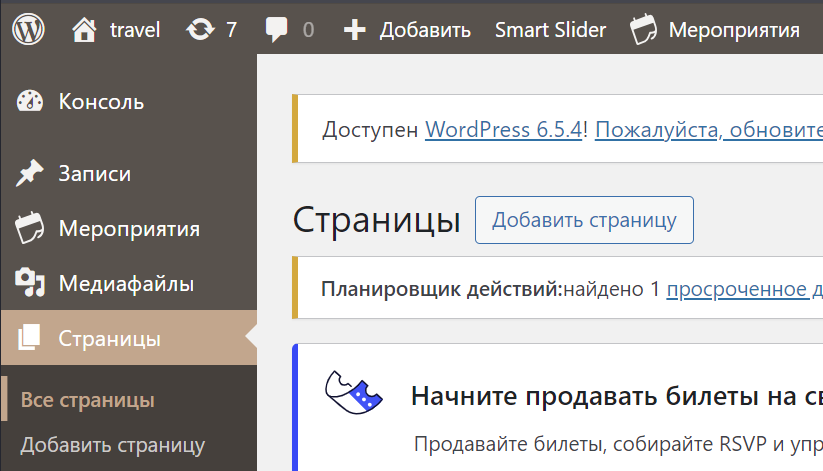 travel 7 0 Добавить Smart Slider Мероприятия
Консоль
Записи
Мероприятия
Медиафайлы
Страницы
Все страницы
Добавить страницу
Доступен WordPress 6.5.4! Пожалуйста, обновите
Страницы Добавить страницу
Планировщик действий:найдено 1 просроченное д
Начните продавать билеты на св
Продавайте билеты, собирайте RSVP и упр